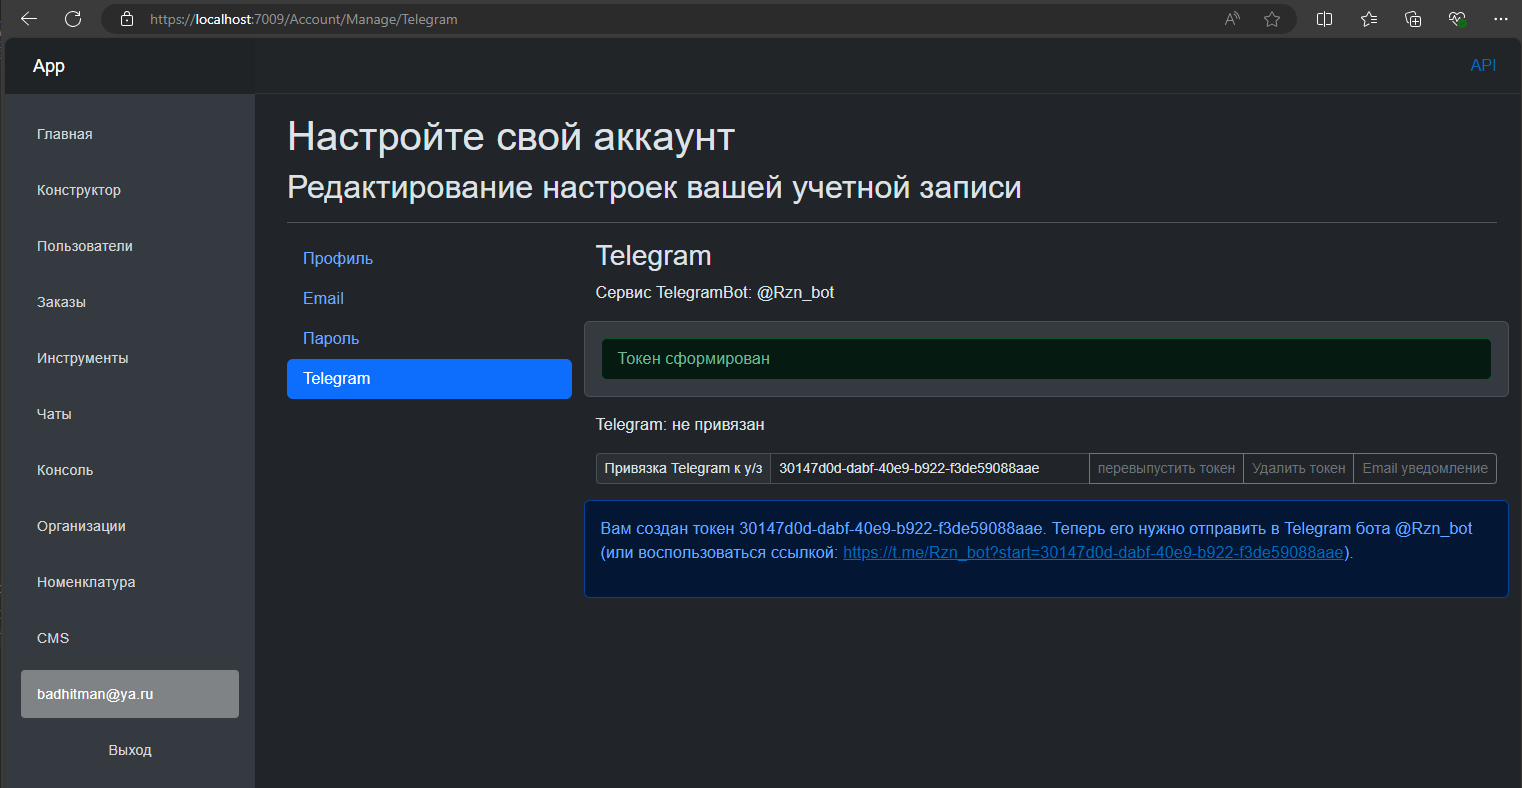 https://localhost:7009/Account/Manage/Telegram
App
API
Главная
Конструктор
Пользователи
Заказы
Инструменты
Чаты
Консоль
Организации
Номенклатура
CMS
badhitman@ya.ru
Выход
Настройте свой аккаунт
Редактирование настроек вашей учетной записи
Профиль
Email
Пароль
Telegram
Telegram
Сервис TelegramBot: @Rzn_bot
Токен сформирован
Telegram: не привязан
Привязка Telegram к у/з 30147d0d-dabf-40e9-b922-f3de59088aae перевыпустить токен Удалить токен Email уведомление
Вам создан токен 30147d0d-dabf-40e9-b922-f3de59088aae. Теперь его нужно отправить в Telegram бота @Rzn_bot
(или воспользоваться ссылкой: https://t.me/Rzn_bot?start=30147d0d-dabf-40e9-b922-f3de59088aae).